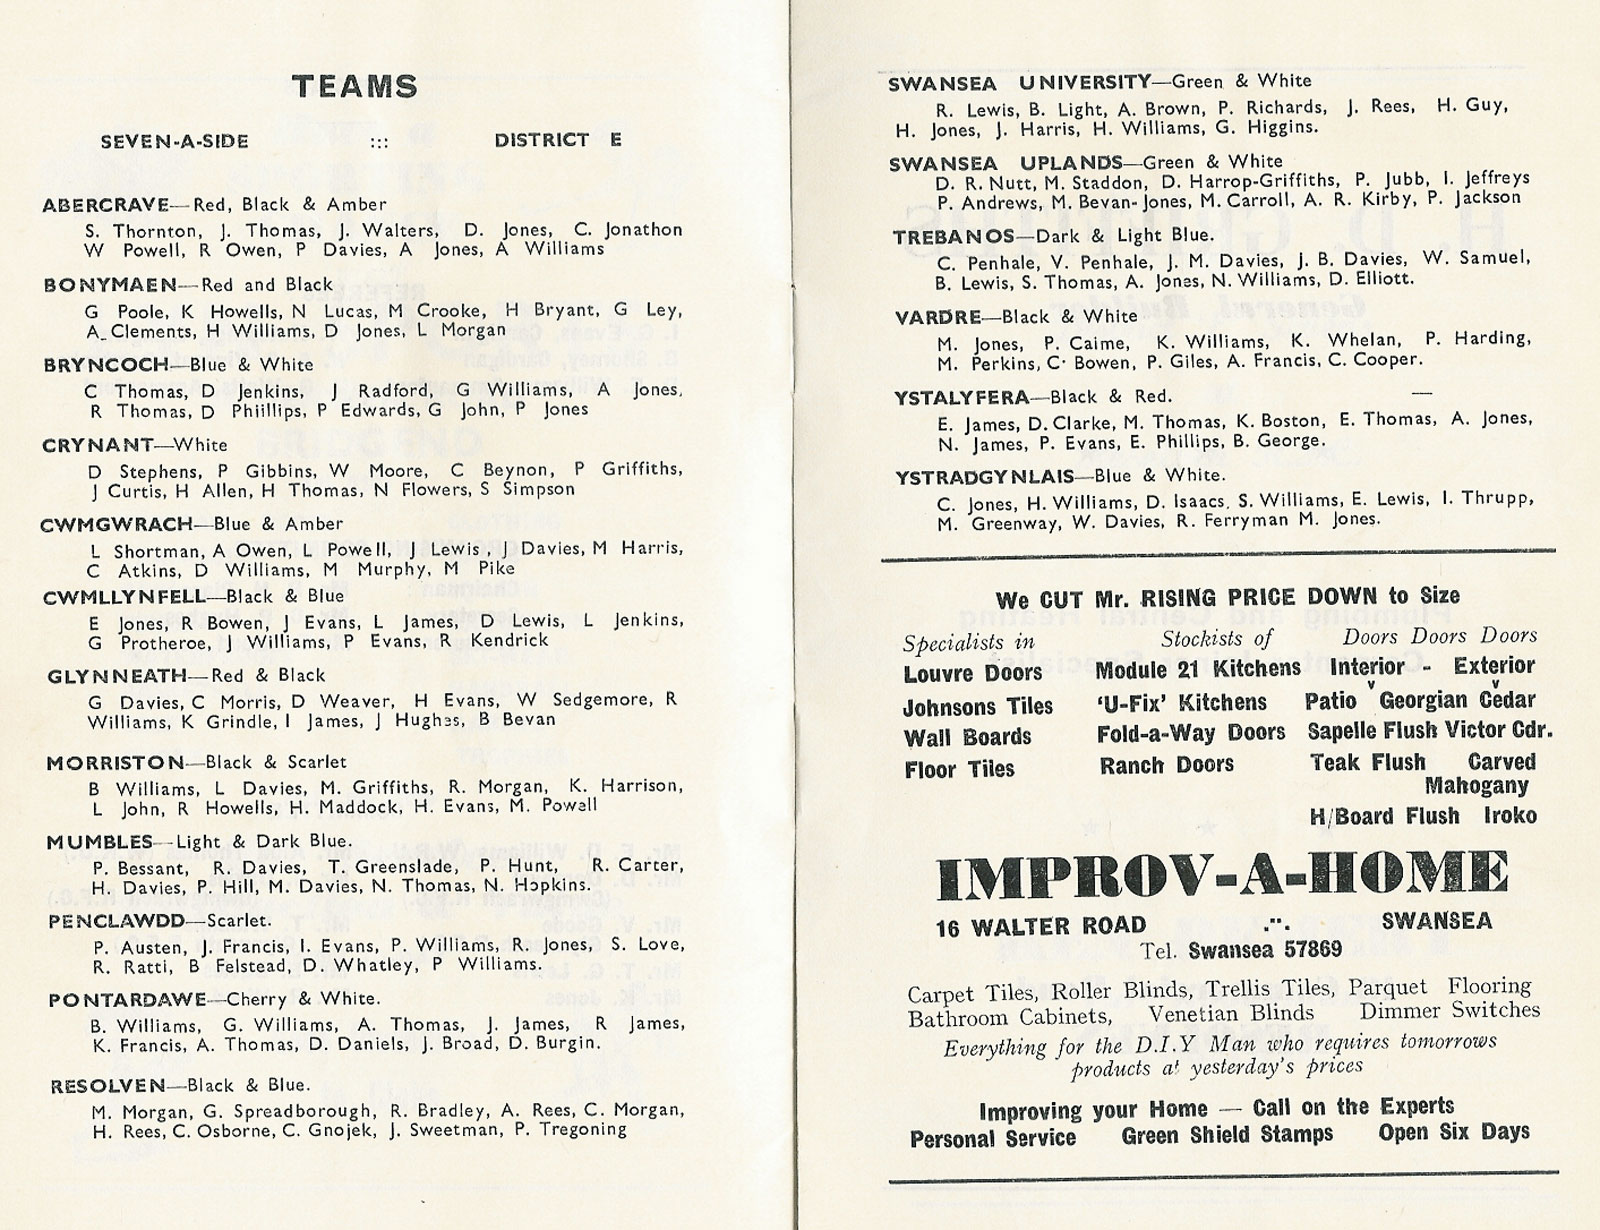 TEAMS
SEVEN-A-SIDE ::: DISTRICT E
ABERCRAVE—Red, Black & Amber
S. Thornton, J. Thomas, J. Walters, D. Jones, C. Jonathon
W Powell, R Owen, P Davies, A Jones, A Williams
BONYMAEN—Red and Black
G Poole, K Howells, N Lucas, M Crooke, H Bryant, G Ley,
A Clements, H Williams, D Jones, L Morgan
BRYNCOCH—Blue & White
C Thomas, D Jenkins, J Radford, G Williams, A Jones,
R Thomas, D Phiillips, P Edwards, G John, P Jones
CRYNANT—White
D Stephens, P Gibbins, W Moore, C Beynon, P Griffiths,
J Curtis, H Allen, H Thomas, N Flowers, S Simpson
CWMGWRACH—Blue & Amber
L Shortman, A Owen, L Powell, J Lewis , J Davies, M Harris,
C Atkins, D Williams, M Murphy, M Pike
CWMLLYNFELL—Black & Blue
E Jones, R Bowen, J Evans, L James, D Lewis, L Jenkins,
G Protheroe, J Williams, P Evans, R Kendrick
GLYNNEATH—Red & Black
G Davies, C Morris, D Weaver, H Evans, W Sedgemore, R
Williams, K Grindle, I James, J Hughes, B Bevan
MORRISTON—Black & Scarlet
B Williams, L Davies, M. Griffiths, R. Morgan, K. Harrison,
L John, R Howells, H. Maddock, H. Evans, M. Powell
MUMBLES—Light & Dark Blue.
P. Bessant, R. Davies, T. Greenslade, P. Hunt, R. Carter,
H. Davies, P. Hill, M. Davies, N. Thomas, N. Hopkins.
PENCLAWDD—Scarlet.
P. Austen, J. Francis, I. Evans, P. Williams, R. Jones, S. Love,
R. Ratti, B Felstead, D. Whatley, P Williams.
PONTARDAWE—Cherry & White.
B. Williams, G. Williams, A. Thomas, J. James, R James,
K. Francis, A. Thomas, D. Daniels, J. Broad, D. Burgin.
RESOLVEN—Black & Blue.
M. Morgan, G. Spreadborough, R. Bradley, A. Rees, C. Morgan,
H. Rees, C. Osborne, C. Gnojek, J. Sweetman, P. Tregoning
SWANSEA UNIVERSITY—Green & White
R. Lewis, B. Light, A. Brown, P. Richards, J. Rees, H. Guy,
H. Jones, J. Harris, H. Williams, G. Higgins.
SWANSEA UPLANDS—Green & White
D. R. Nutt, M. Staddon, D. Harrop-Griffiths, P. Jubb, I. Jeffreys
P. Andrews, M. Bevan-Jones, M. Carroll, A. R. Kirby, P. Jackson
TREBANOS—Dark & Light Blue.
C. Penhale, V. Penhale, J. M. Davies, J. B. Davies, W. Samuel,
B. Lewis, S. Thomas, A. Jones, N. Williams, D. Elliott.
VARDRE—Black & White
M. Jones, P. Caime, K. Williams, K. Whelan, P. Harding,
M. Perkins, C. Bowen, P. Giles, A. Francis, C. Cooper.
YSTALYFERA—Black & Red. —
E. James, D. Clarke, M. Thomas, K. Boston, E. Thomas, A. Jones,
N. James, P. Evans, E. Phillips, B. George.
YSTRADGYNLAIS—Blue & White.
C. Jones, H. Williams, D. Isaacs, S. Williams, E. Lewis, I. Thrupp,
M. Greenway, W. Davies, R. Ferryman M. Jones.
We CUT Mr. RISING PRICE DOWN to Size
Specialists in Stockists of Doors Doors Doors
Louvre Doors Module 21 Kitchens Interior - Exterior
Johnsons Tiles 'U-Fix' Kitchens Patio Georgian Cedar
Wall Boards Fold-a-Way Doors Sapelle Flush Victor Cdr.
Floor Tiles Ranch Doors Teak Flush Carved
Mahogany
H/Board Flush Iroko
IMPROV-A-HOME
16 WALTER ROAD SWANSEA
Tel. Swansea 57869
Carpet Tiles, Roller Blinds, Trellis Tiles, Parquet Flooring
Bathroom Cabinets, Venetian Blinds Dimmer Switches
Everything for the D.I.Y Man who requires tomorrows
products at yesterday's prices
Improving your Home — Call on the Experts
Personal Service Green Shield Stamps Open Six Days